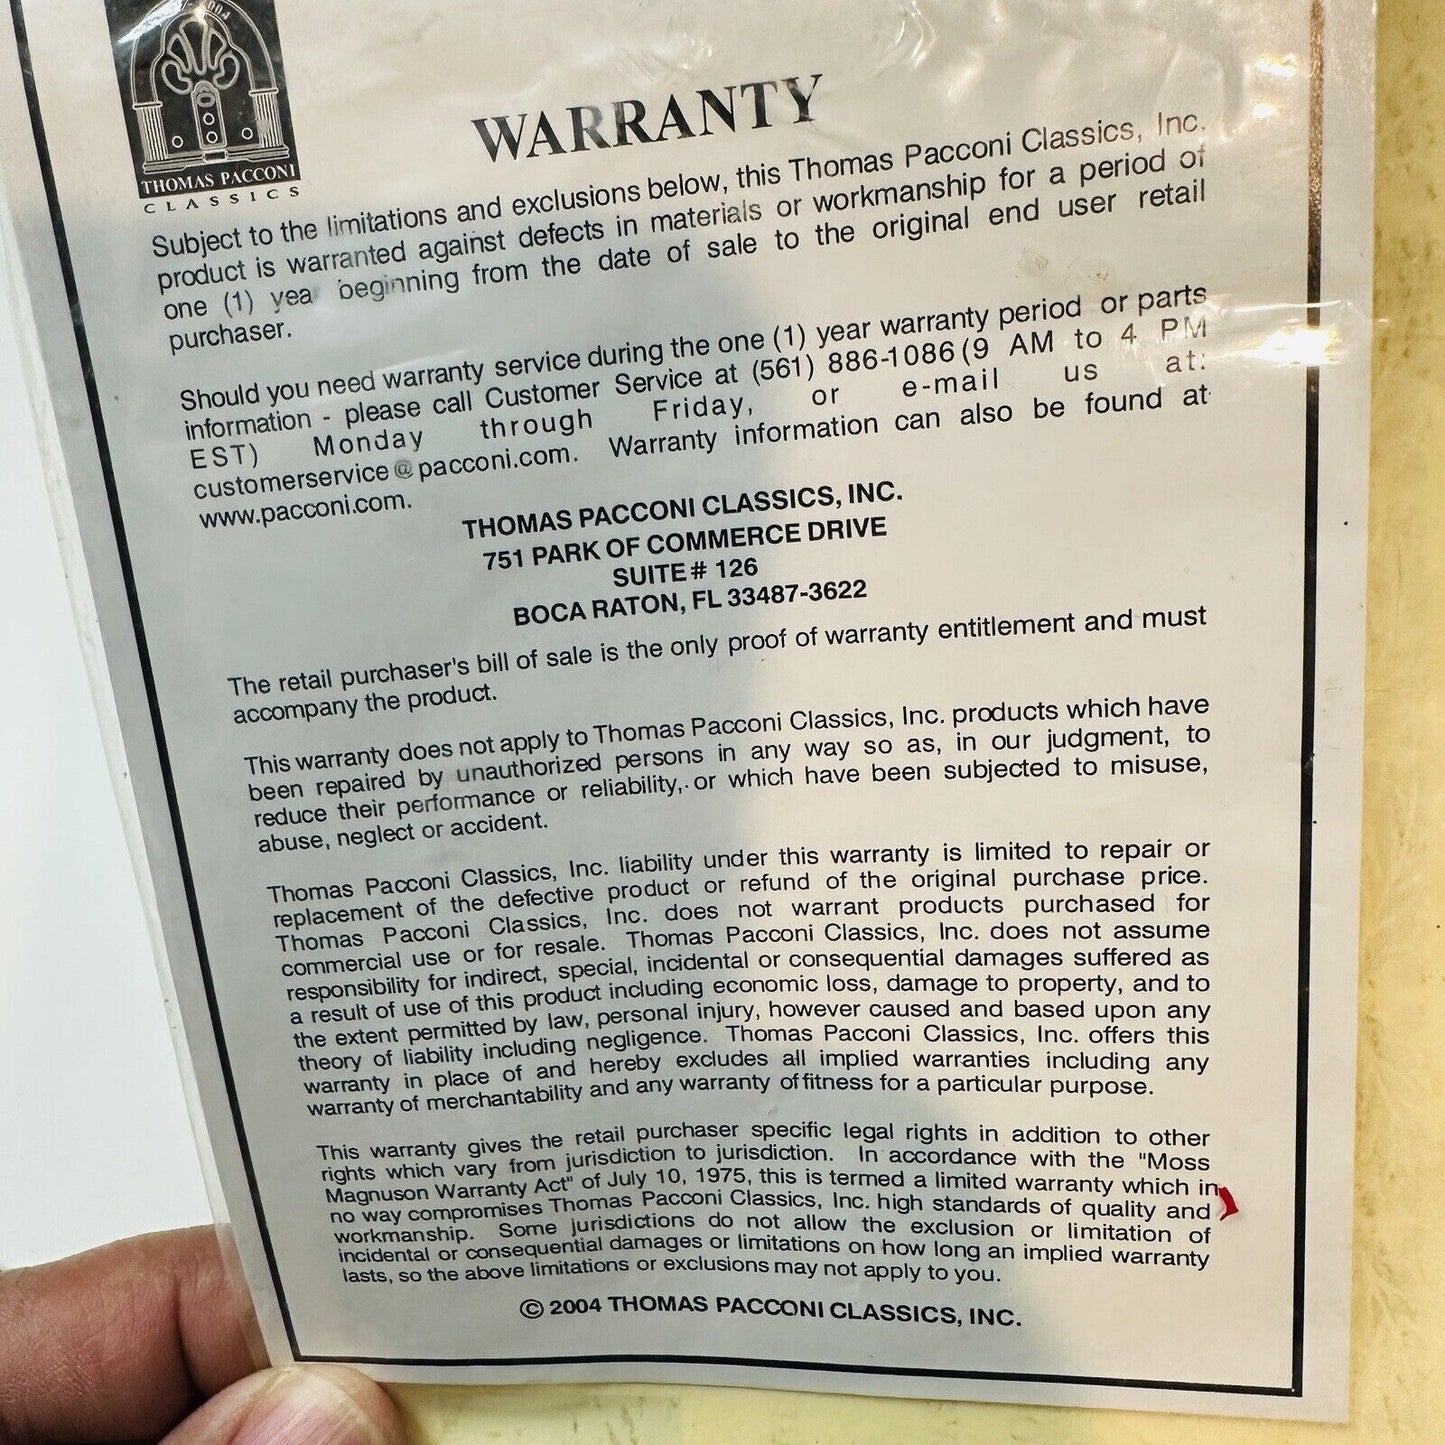 2004
THOMAS PACCONI
CLASSICS
WARRANTY
Subject to the limitations and exclusions below, this Thomas Pacconi Classics, Inc.
product is warranted against defects in materials or workmanship for a period of
one (1) yea beginning from the date of sale to the original end user retail
purchaser.
Should you need warranty service during the one (1) year warranty period or parts
information - please call Customer Service at (561) 886-1086 (9 AM to 4 PM
EST) Monday through Friday, or e-mail us at:
customerservice@pacconi.com. Warranty information can also be found at
www.pacconi.com.
THOMAS PACCONI CLASSICS, INC.
751 PARK OF COMMERCE DRIVE
SUITE# 126
BOCA RATON, FL 33487-3622
The retail purchaser's bill of sale is the only proof of warranty entitlement and must
accompany the product.
This warranty does not apply to Thomas Pacconi Classics, Inc. products which have
been repaired by unauthorized persons in any way so as, in our judgment, to
reduce their performance or reliability, or which have been subjected to misuse,
abuse, neglect or accident.
Thomas Pacconi Classics, Inc. liability under this warranty is limited to repair or
replacement of the defective product or refund of the original purchase price.
Thomas Pacconi Classics, Inc. does not warrant products purchased for
commercial use or for resale. Thomas Pacconi Classics, Inc. does not assume
responsibility for indirect, special, incidental or consequential damages suffered as
a result of use of this product including economic loss, damage to property, and to
the extent permitted by law, personal injury, however caused and based upon any
theory of liability including negligence. Thomas Pacconi Classics, Inc. offers this
warranty in place of and hereby excludes all implied warranties including any
warranty of merchantability and any warranty of fitness for a particular purpose.
This warranty gives the retail purchaser specific legal rights in addition to other
rights which vary from jurisdiction to jurisdiction. In accordance with the "Moss
Magnuson Warranty Act" of July 10, 1975, this is termed a limited warranty which in
no way compromises Thomas Pacconi Classics, Inc. high standards of quality and
workmanship. Some jurisdictions do not allow the exclusion or limitation of
incidental or consequential damages or limitations on how long an implied warranty
lasts, so the above limitations or exclusions may not apply to you.
© 2004 THOMAS PACCONI CLASSICS, INC.